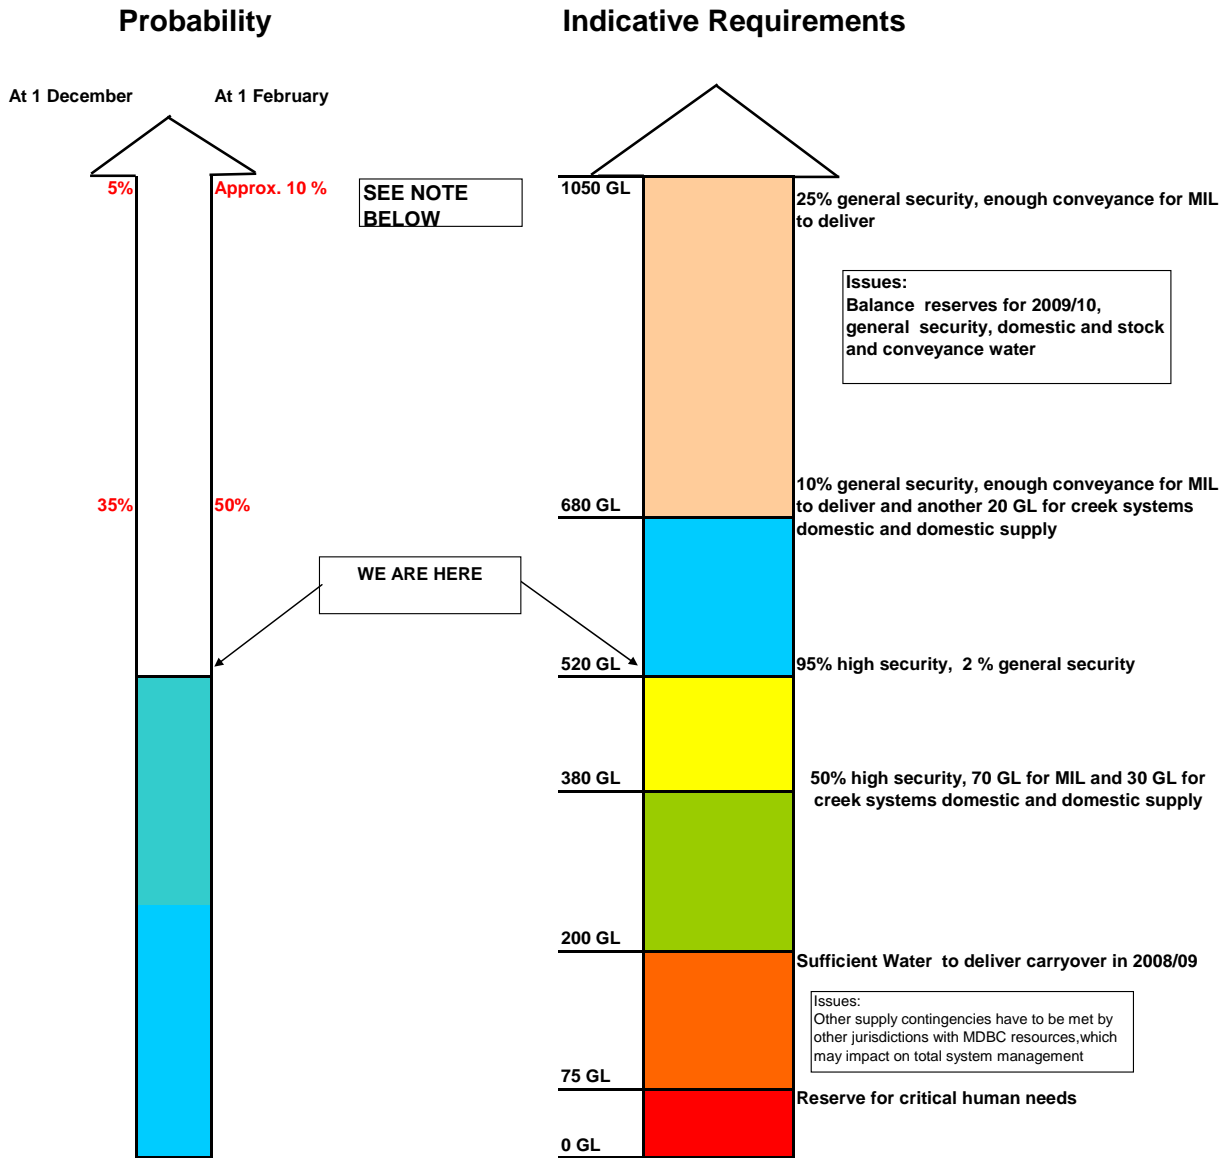 Probability
Indicative Requirements
At 1 December
At 1 February
5%
Approx. 10 %
SEE NOTE
BELOW
1050 GL
25% general security, enough conveyance for MIL
to deliver
Issues:
Balance reserves for 2009/10,
general security, domestic and stock
and conveyance water
35%
50%
680 GL
10% general security, enough conveyance for MIL
to deliver and another 20 GL for creek systems
domestic and domestic supply
WE ARE HERE
520 GL
95% high security, 2 % general security
380 GL
50% high security, 70 GL for MIL and 30 GL for
creek systems domestic and domestic supply
200 GL
Sufficient Water to deliver carryover in 2008/09
Issues:
Other supply contingencies have to be met by
other jurisdictions with MDBC resources,which
may impact on total system management
75 GL
Reserve for critical human needs
0 GL